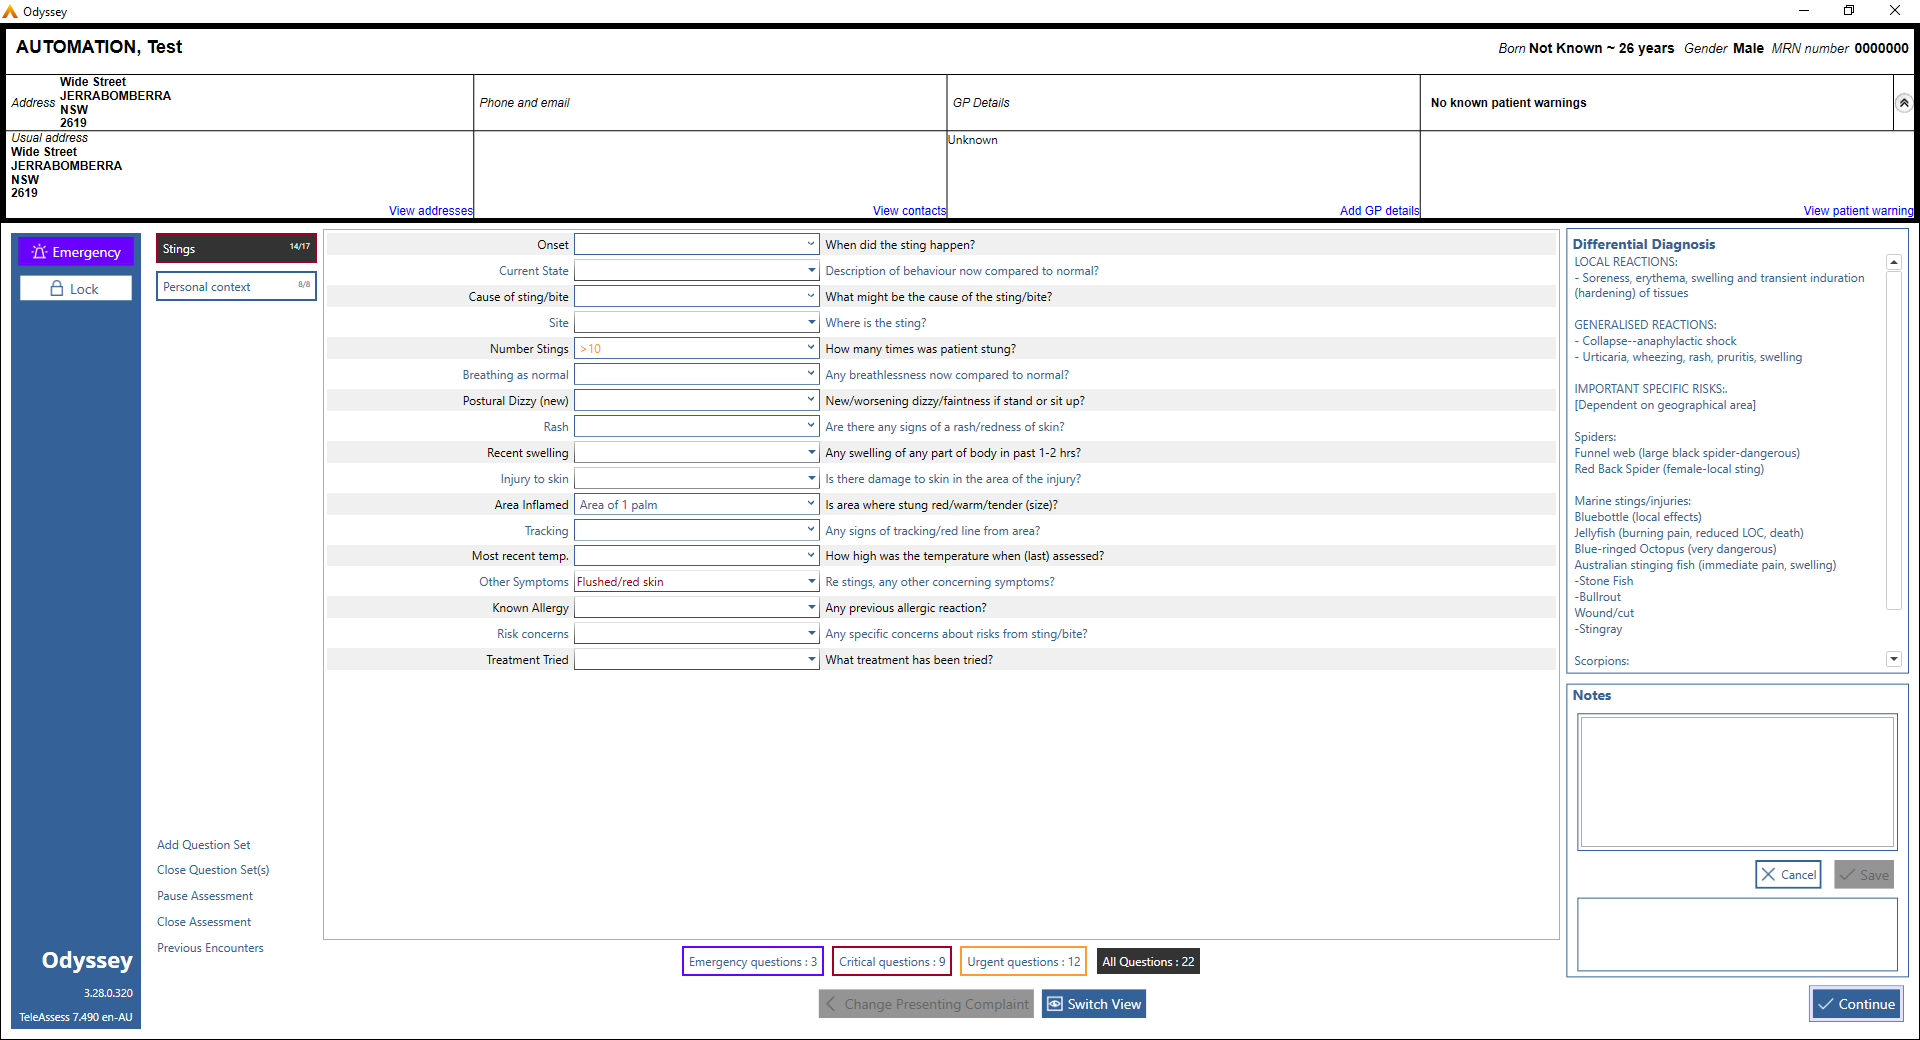 Odyssey
AUTOMATION, Test
Born Not Known ~ 26 years Gender Male MRN number 0000000
Address
Wide Street
JERRABOMBERRA
NSW
2619
Phone and email
GP Details
No known patient warnings
Usual address
Wide Street
JERRABOMBERRA
NSW
2619
Unknown
View addresses
View contacts
Add GP details
View patient warning
Emergency
Lock
Stings 14/17
Personal context 8/8
Onset When did the sting happen?
Current State Description of behaviour now compared to normal?
Cause of sting/bite What might be the cause of the sting/bite?
Site Where is the sting?
Number Stings >10 How many times was patient stung?
Breathing as normal Any breathlessness now compared to normal?
Postural Dizzy (new) New/worsening dizzy/faintness if stand or sit up?
Rash Are there any signs of a rash/redness of skin?
Recent swelling Any swelling of any part of body in past 1-2 hrs?
Injury to skin Is there damage to skin in the area of the injury?
Area Inflamed Area of 1 palm Is area where stung red/warm/tender (size)?
Tracking Any signs of tracking/red line from area?
Most recent temp. How high was the temperature when (last) assessed?
Other Symptoms Flushed/red skin Re stings, any other concerning symptoms?
Known Allergy Any previous allergic reaction?
Risk concerns Any specific concerns about risks from sting/bite?
Treatment Tried What treatment has been tried?
Differential Diagnosis
LOCAL REACTIONS:
- Soreness, erythema, swelling and transient induration
(hardening) of tissues
GENERALISED REACTIONS:
- Collapse--anaphylactic shock
- Urticaria, wheezing, rash, pruritis, swelling
IMPORTANT SPECIFIC RISKS:.
[Dependent on geographical area]
Spiders:
Funnel web (large black spider-dangerous)
Red Back Spider (female-local sting)
Marine stings/injuries:
Bluebottle (local effects)
Jellyfish (burning pain, reduced LOC, death)
Blue-ringed Octopus (very dangerous)
Australian stinging fish (immediate pain, swelling)
-Stone Fish
-Bullrout
Wound/cut
-Stingray
Scorpions:
Notes
Cancel
Save
Add Question Set
Close Question Set(s)
Pause Assessment
Close Assessment
Previous Encounters
Odyssey
3.28.0.320
TeleAssess 7.490 en-AU
Emergency questions : 3
Critical questions : 9
Urgent questions : 12
All Questions : 22
Change Presenting Complaint
Switch View
Continue